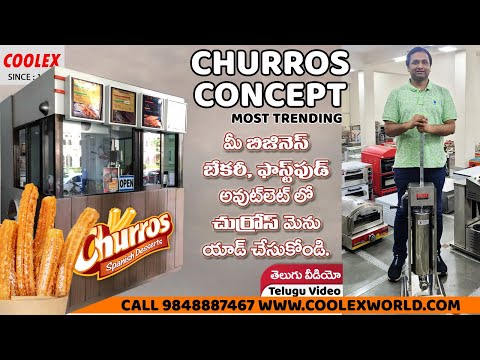 COOLEX
SINCE : 1
CHURROS
CONCEPT
MOST TRENDING
మీ బిజినెస్
బేకరీ, ఫాస్ట్‌ఫుడ్
అవుట్‌లెట్ లో
చుర్రోస్ మెను
యాడ్ చేసుకోండి.
OPEN
Churros
Spanish Desserts
తెలుగు వీడియో
Telugu Video
CALL 9848887467 WWW.COOLEXWORLD.COM